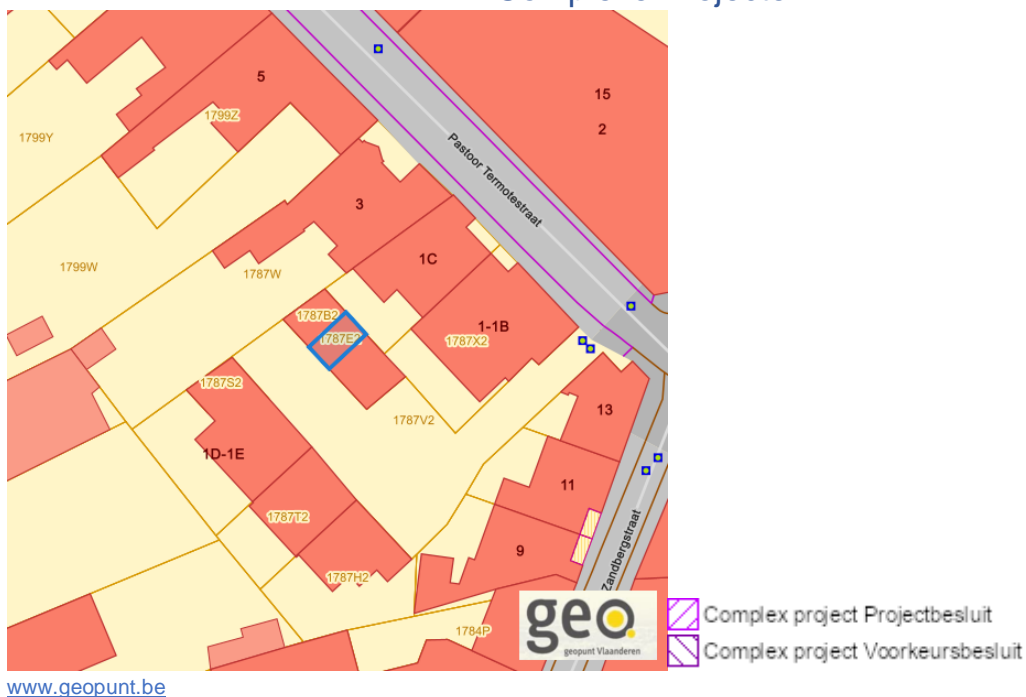 5
15
2
1799Z
1799Y
Pastoor Termotestraat
3
1799W
1787W
1C
1787B2
1787E2
1-1B
1787X2
1787S2
1787V2
13
1D-1E
11
1787T2
9
1787H2
Zandbergstraat
1784P
geo.
geopunt Vlaanderen
Complex project Projectbesluit
Complex project Voorkeursbesluit
www.geopunt.be